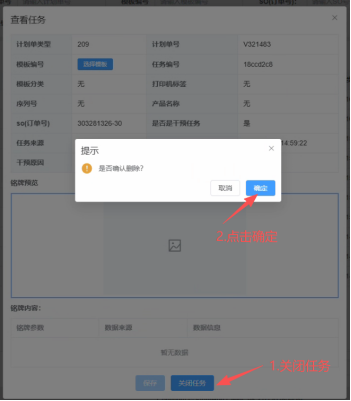 查看任务
计划单类型 209 计划单号 V321483
模板编号 选择模板 任务编号 16ccd2c6
模板分类 无 打印机标签 无
序列号 无 产品名称 无
so(订单号) 303281326-30 是否是干预任务 是
任务来源 14:59:22
干预原因
提示
是否确认删除?
取消 确定
2.点击确定
铭牌预览
铭牌内容:
铭牌参数 数据来源 数据信息
暂无数据
1.关闭任务
保存 关闭任务